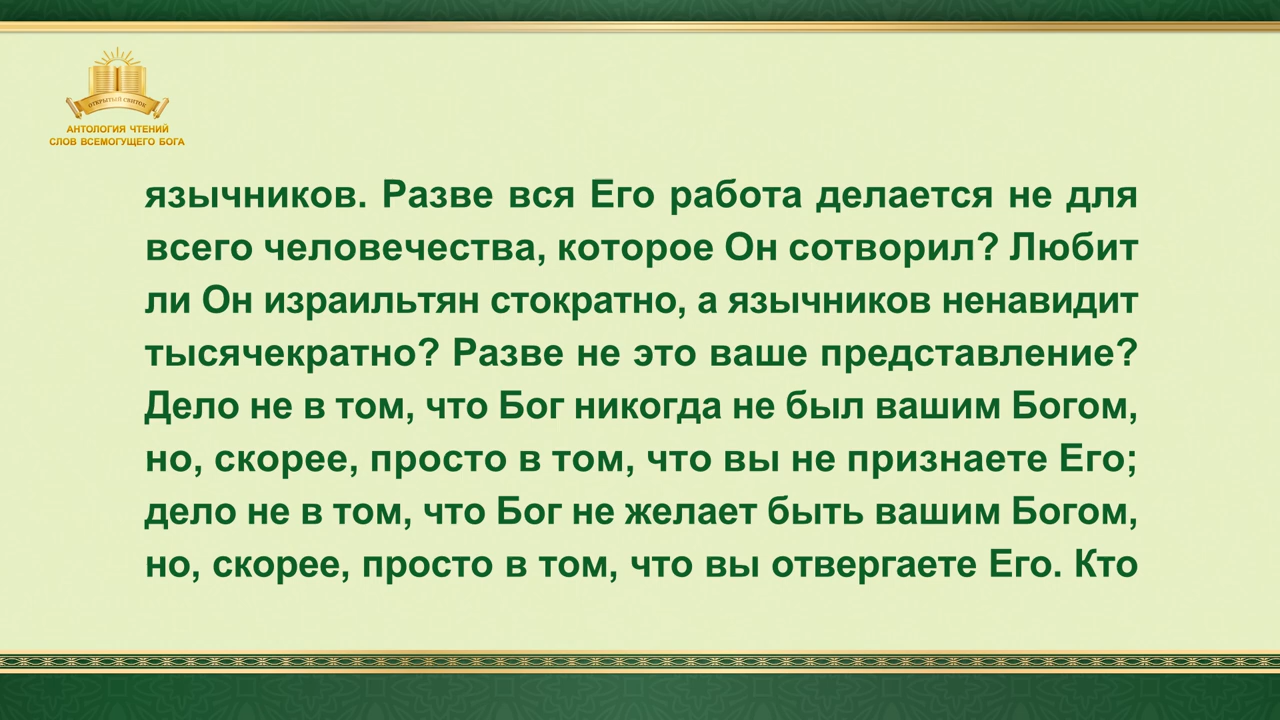 ОТКРЫТЫЙ СВИТОК
АНТОЛОГИЯ ЧТЕНИЙ
СЛОВ ВСЕМОГУЩЕГО БОГА
язычников. Разве вся Его работа делается не для
всего человечества, которое Он сотворил? Любит
ли Он израильтян стократно, а язычников ненавидит
тысячекратно? Разве не это ваше представление?
Дело не в том, что Бог никогда не был вашим Богом,
но, скорее, просто в том, что вы не признаете Его;
дело не в том, что Бог не желает быть вашим Богом,
но, скорее, просто в том, что вы отвергаете Его. Кто